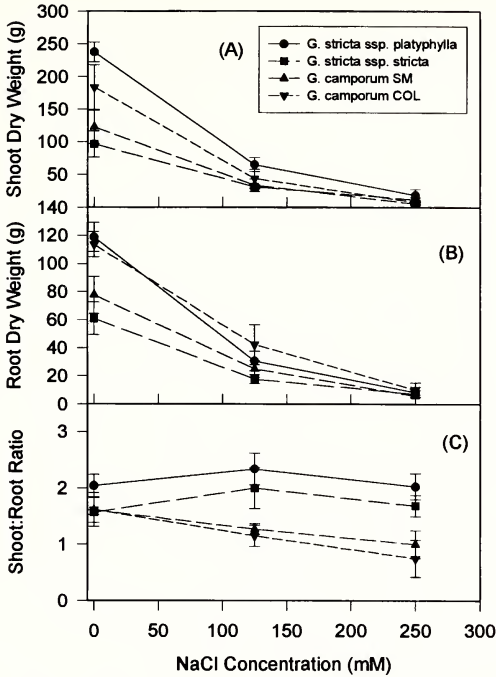 300
250
200
150
100
50
Shoot Dry Weight (g)
(A)
G. stricta ssp. platyphylla
G. stricta ssp. stricta
G. camporum SM
G. camporum COL
140
120
100
80
60
40
20
0
Root Dry Weight (g)
(B)
3
2
1
0
Shoot:Root Ratio
(C)
0 50 100 150 200 250 300
NaCl Concentration (mM)